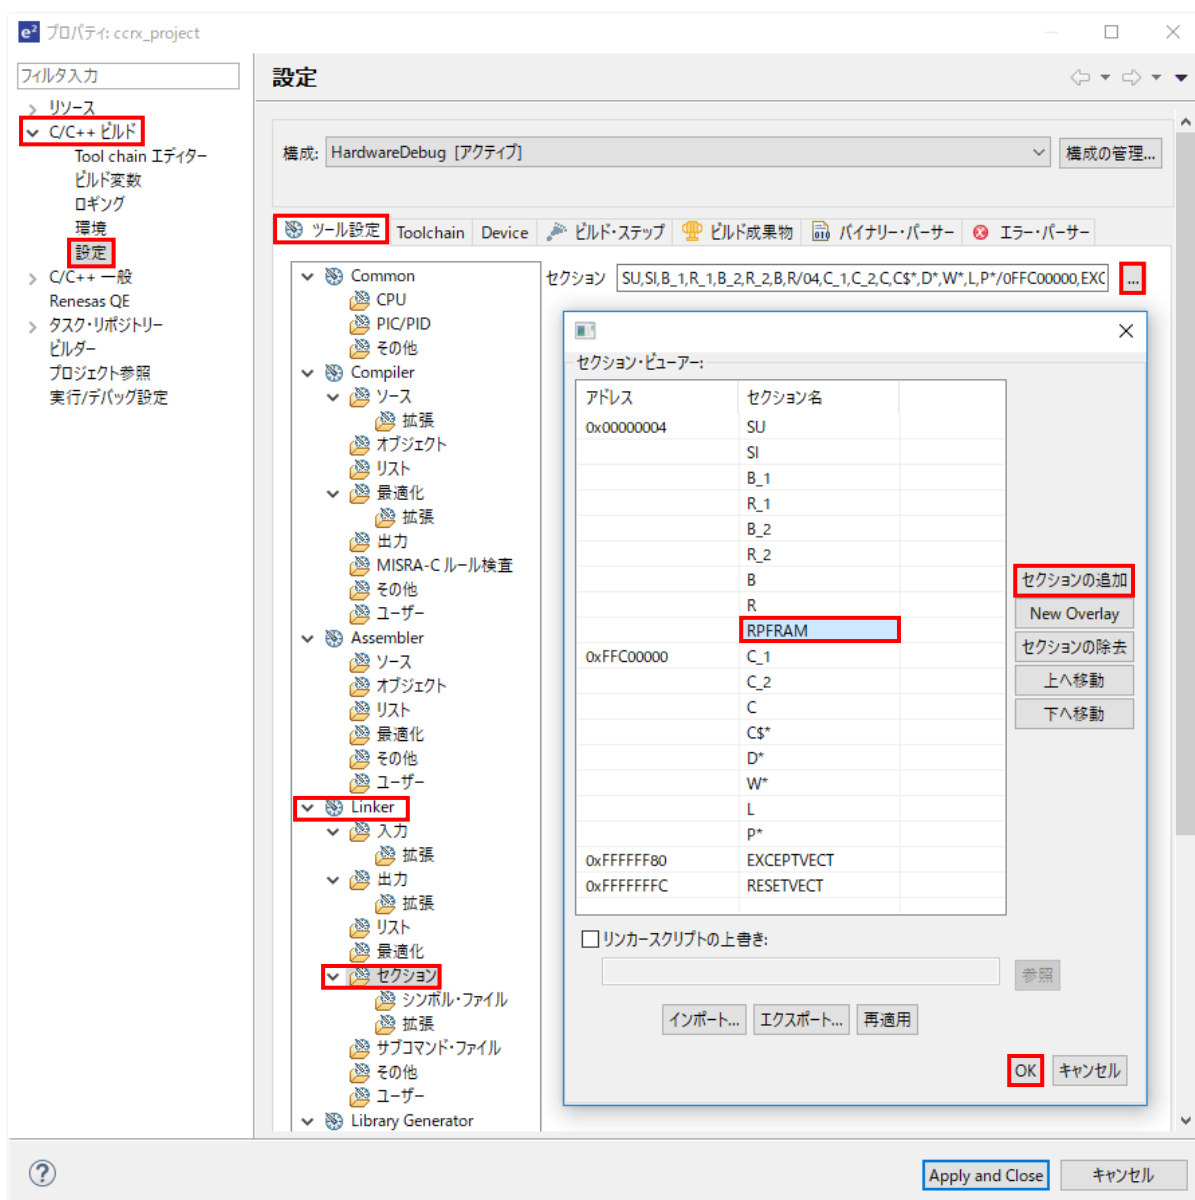 e² プロパティ: ccrx_project
フィルタ入力
リソース
C/C++ ビルド
Tool chain エディター
ビルド変数
ロギング
環境
設定
C/C++ 一般
Renesas QE
タスク・リポジトリー
ビルダー
プロジェクト参照
実行/デバッグ設定
設定
構成: HardwareDebug [アクティブ] 構成の管理...
ツール設定 Toolchain Device ビルド・ステップ ビルド成果物 バイナリー・パーサー エラー・パーサー
Common
CPU
PIC/PID
その他
Compiler
ソース
拡張
オブジェクト
リスト
最適化
拡張
出力
MISRA-C ルール検査
その他
ユーザー
Assembler
ソース
オブジェクト
リスト
最適化
その他
ユーザー
Linker
入力
拡張
出力
拡張
リスト
最適化
セクション
シンボル・ファイル
拡張
サブコマンド・ファイル
その他
ユーザー
Library Generator
セクション SU,SI,B_1,R_1,B_2,R_2,B,R/04,C_1,C_2,C,C$*,D*,W*,L,P*/0FFC00000,EXC ...
セクション・ビューアー:
アドレス セクション名
0x00000004 SU
SI
B_1
R_1
B_2
R_2
B
R
RPFRAM
0xFFC00000 C_1
C_2
C
C$*
D*
W*
L
P*
0xFFFFFF80 EXCEPTVECT
0xFFFFFFFC RESETVECT
セクションの追加
New Overlay
セクションの除去
上へ移動
下へ移動
リンカースクリプトの上書き:
参照
インポート... エクスポート... 再適用
OK キャンセル
Apply and Close キャンセル